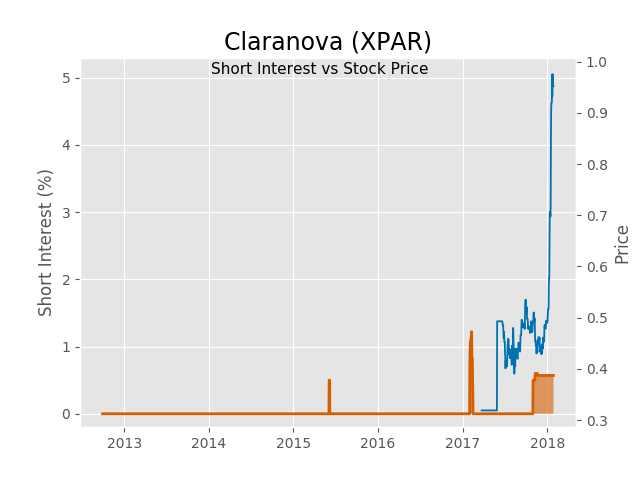 Claranova (XPAR)
Short Interest vs Stock Price
Short Interest (%)
5
4
3
2
1
0
1.0
0.9
0.8
0.7
0.6
0.5
0.4
0.3
Price
2013 2014 2015 2016 2017 2018